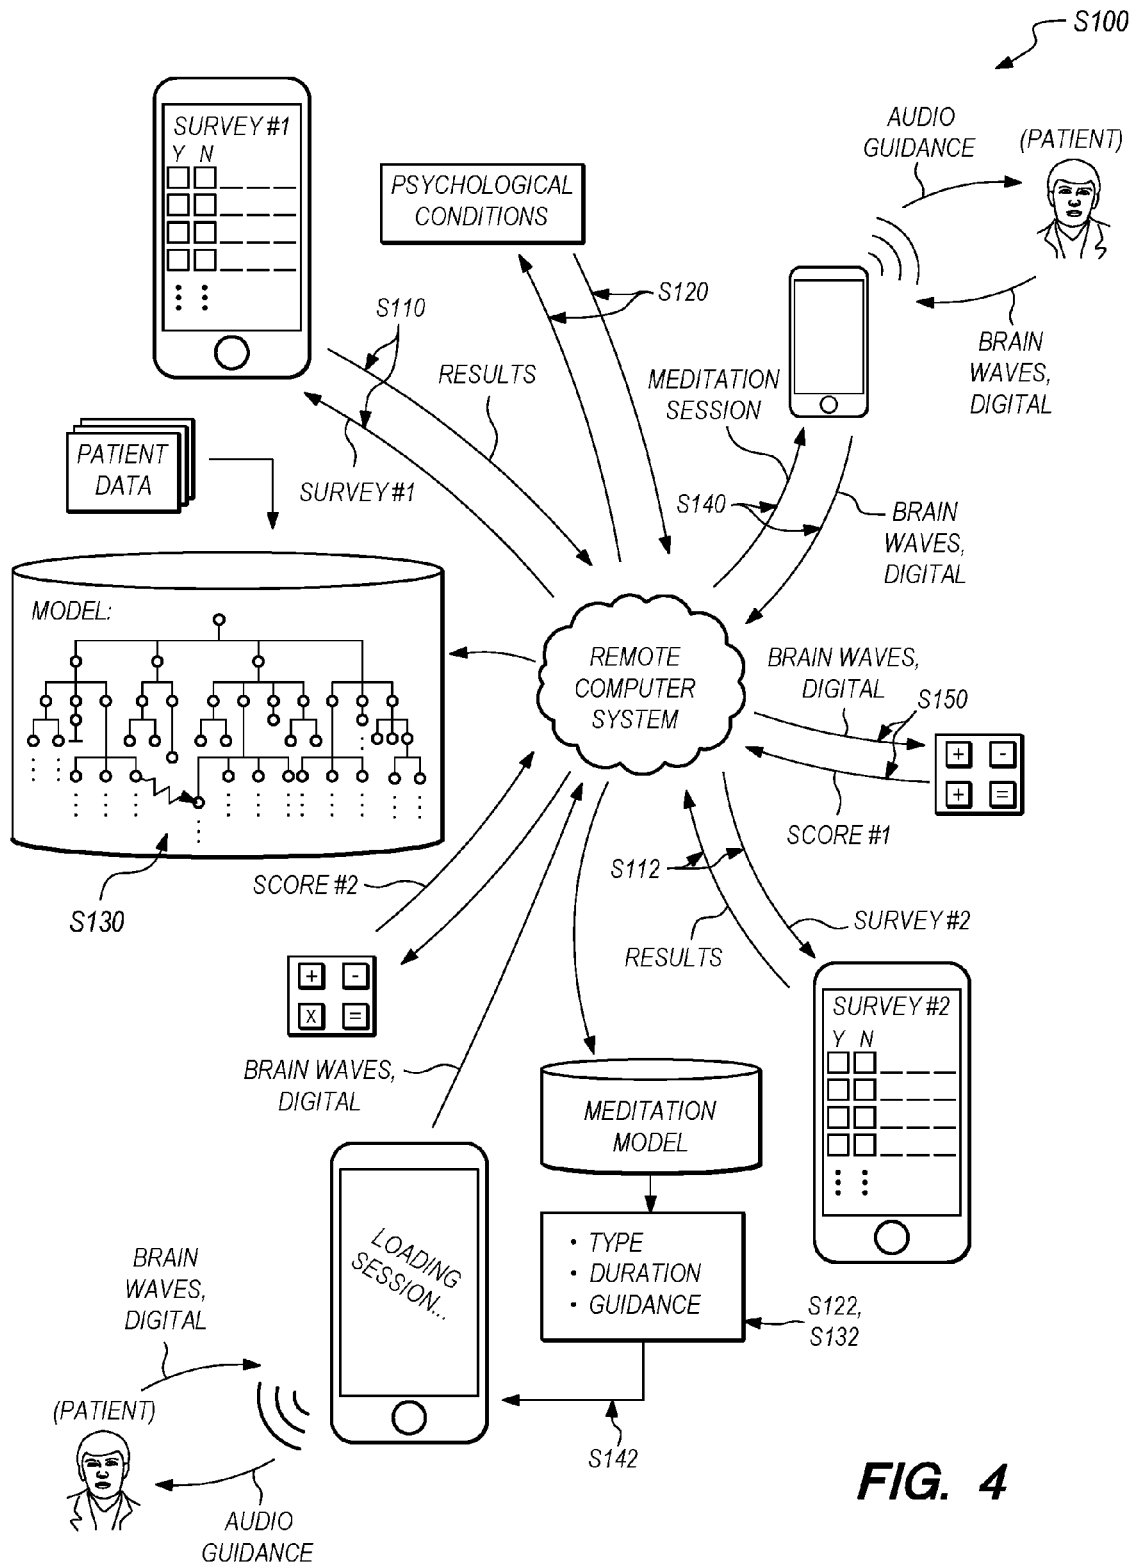 S100
SURVEY #1
Y N
PSYCHOLOGICAL
CONDITIONS
AUDIO
GUIDANCE
(PATIENT)
S110
S120
RESULTS
MEDITATION
SESSION
BRAIN
WAVES,
DIGITAL
PATIENT
DATA
SURVEY #1
S140
BRAIN
WAVES,
DIGITAL
MODEL:
REMOTE
COMPUTER
SYSTEM
BRAIN WAVES,
DIGITAL
S150
+ -
+ =
SCORE #1
S130
SCORE #2
S112
RESULTS
SURVEY #2
+ -
X =
BRAIN WAVES,
DIGITAL
MEDITATION
MODEL
SURVEY #2
Y N
LOADING
SESSION...
• TYPE
• DURATION
• GUIDANCE
S122,
S132
BRAIN
WAVES,
DIGITAL
(PATIENT)
S142
AUDIO
GUIDANCE
FIG. 4